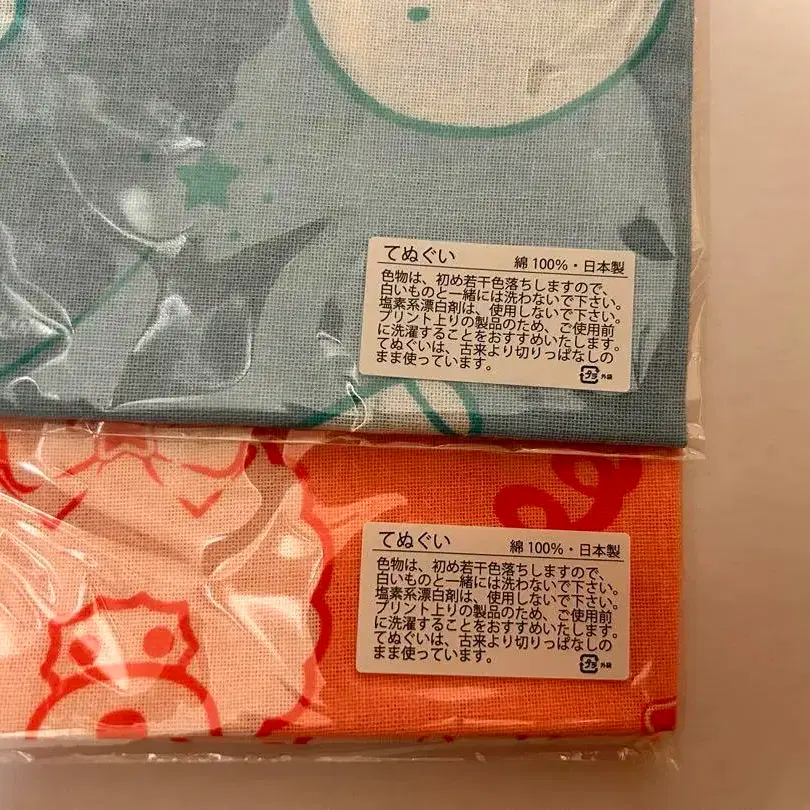 てぬぐい 綿 100%・日本製
色物は、初め若干色落ちしますので、
白いものと一緒には洗わないで下さい。
塩素系漂白剤は、使用しないで下さい。
プリント上りの製品のため、ご使用前
に洗濯することをおすすめいたします。
てぬぐいは、古来より切りっぱなしの
まま使っています。
プラ 外袋
てぬぐい 綿 100%・日本製
色物は、初め若干色落ちしますので、
白いものと一緒には洗わないで下さい。
塩素系漂白剤は、使用しないで下さい。
プリント上りの製品のため、ご使用前
に洗濯することをおすすめいたします。
てぬぐいは、古来より切りっぱなしの
まま使っています。
プラ 外袋